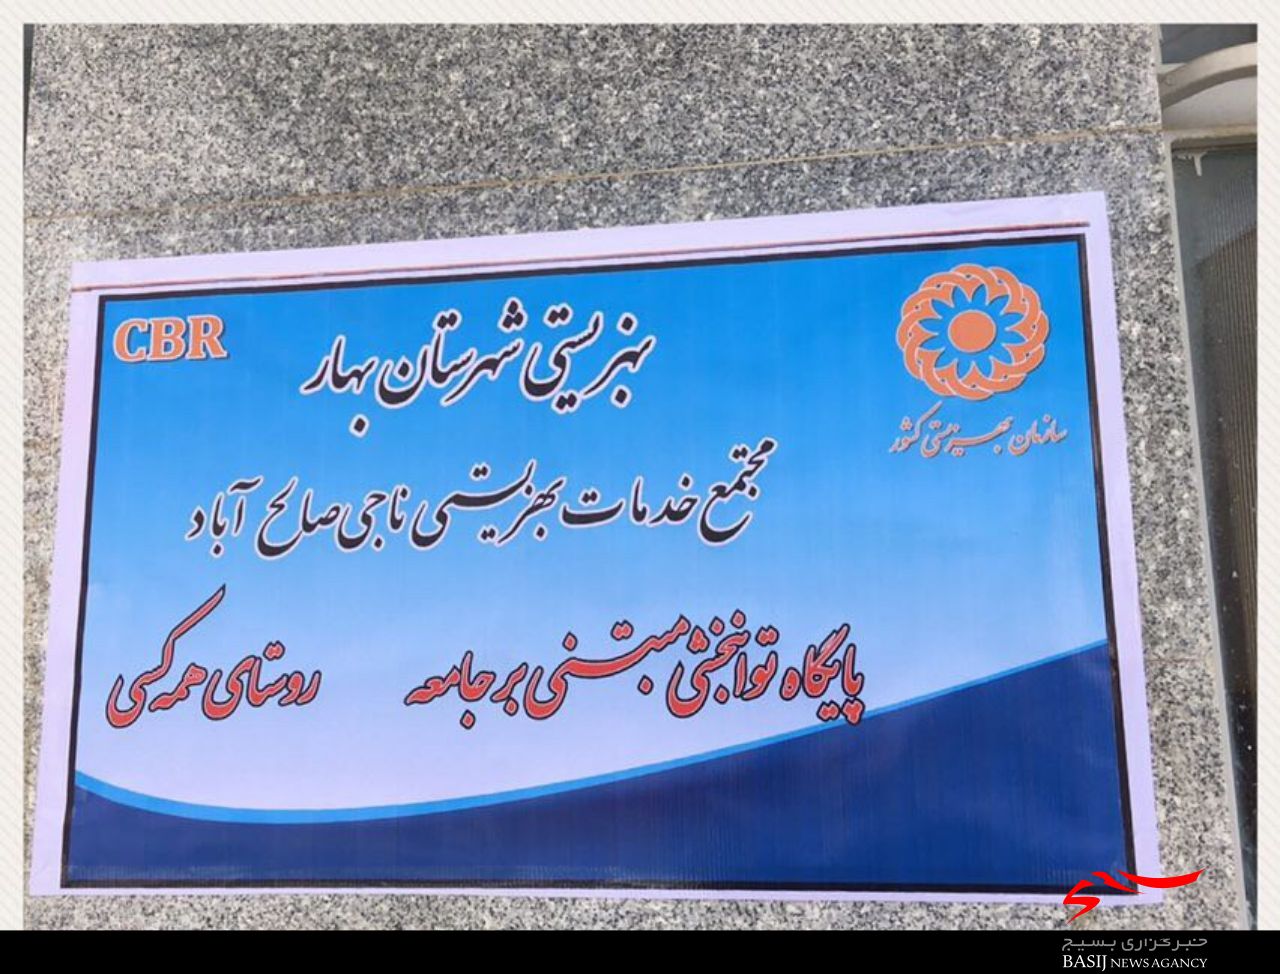 CBR
سازمان بهزیستی کشور
بهزیستی شهرستان بهار
مجتمع خدمات بهزیستی ناجی صالح آباد
پایگاه توانبخشی مبتنی بر جامعه روستای همه کسی
بسیج
خبرگزاری بسیج
BASIJ NEWS AGANCY